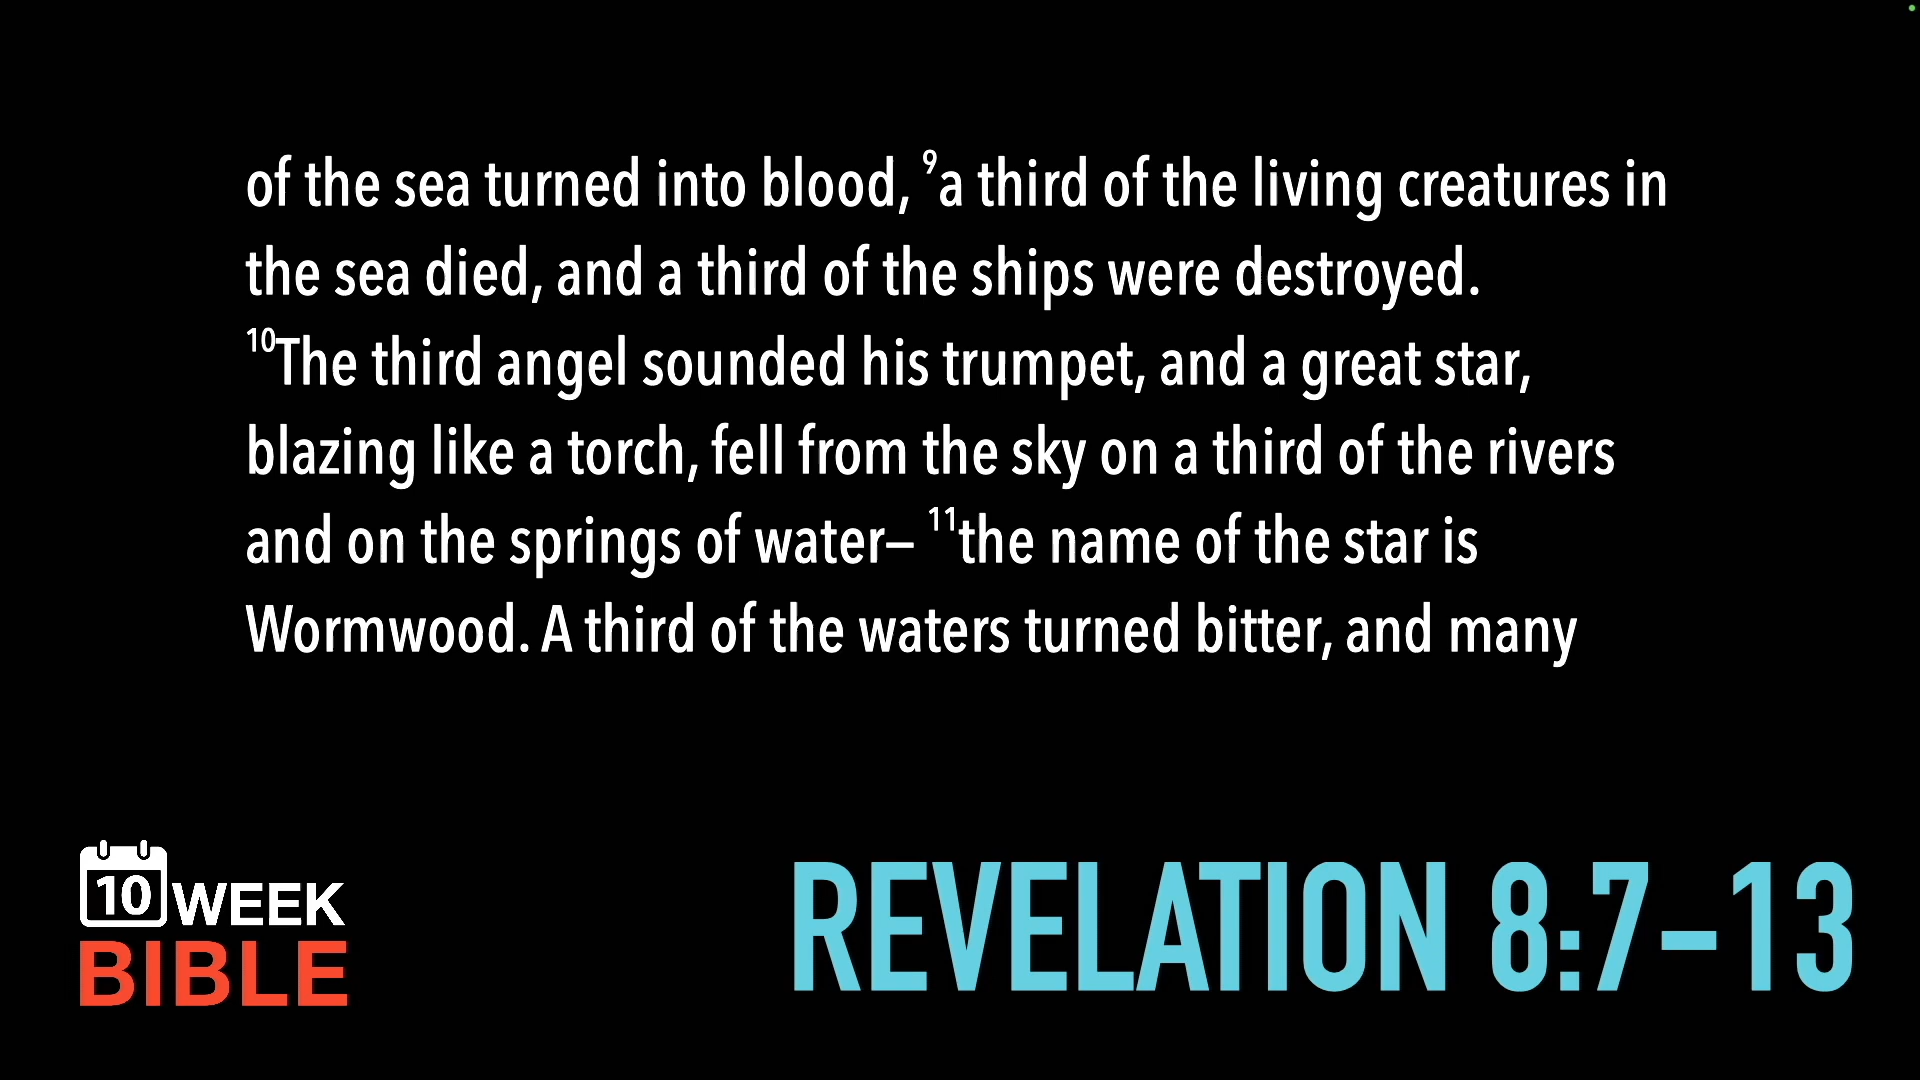 of the sea turned into blood, ⁹a third of the living creatures in
the sea died, and a third of the ships were destroyed.
¹⁰The third angel sounded his trumpet, and a great star,
blazing like a torch, fell from the sky on a third of the rivers
and on the springs of water– ¹¹the name of the star is
Wormwood. A third of the waters turned bitter, and many
10 WEEK
BIBLE
REVELATION 8:7–13